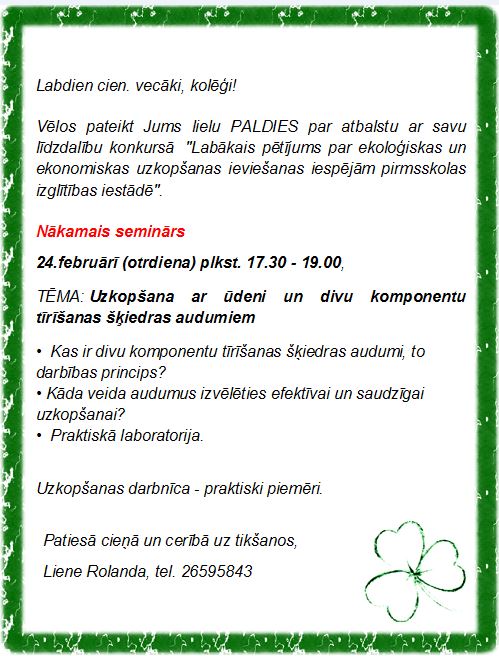 Labdien cien. vecāki, kolēģi!
Vēlos pateikt Jums lielu PALDIES par atbalstu ar savu
līdzdalību konkursā "Labākais pētījums par ekoloģiskas un
ekonomiskas uzkopšanas ieviešanas iespējām pirmsskolas
izglītības iestādē".
Nākamais seminārs
24.februārī (otrdiena) plkst. 17.30 - 19.00,
TĒMA: Uzkopšana ar ūdeni un divu komponentu
tīrīšanas šķiedras audumiem
• Kas ir divu komponentu tīrīšanas šķiedras audumi, to
darbības princips?
• Kāda veida audumus izvēlēties efektīvai un saudzīgai
uzkopšanai?
• Praktiskā laboratorija.
Uzkopšanas darbnīca - praktiski piemēri.
Patiesā cieņā un cerībā uz tikšanos,
Liene Rolanda, tel. 26595843